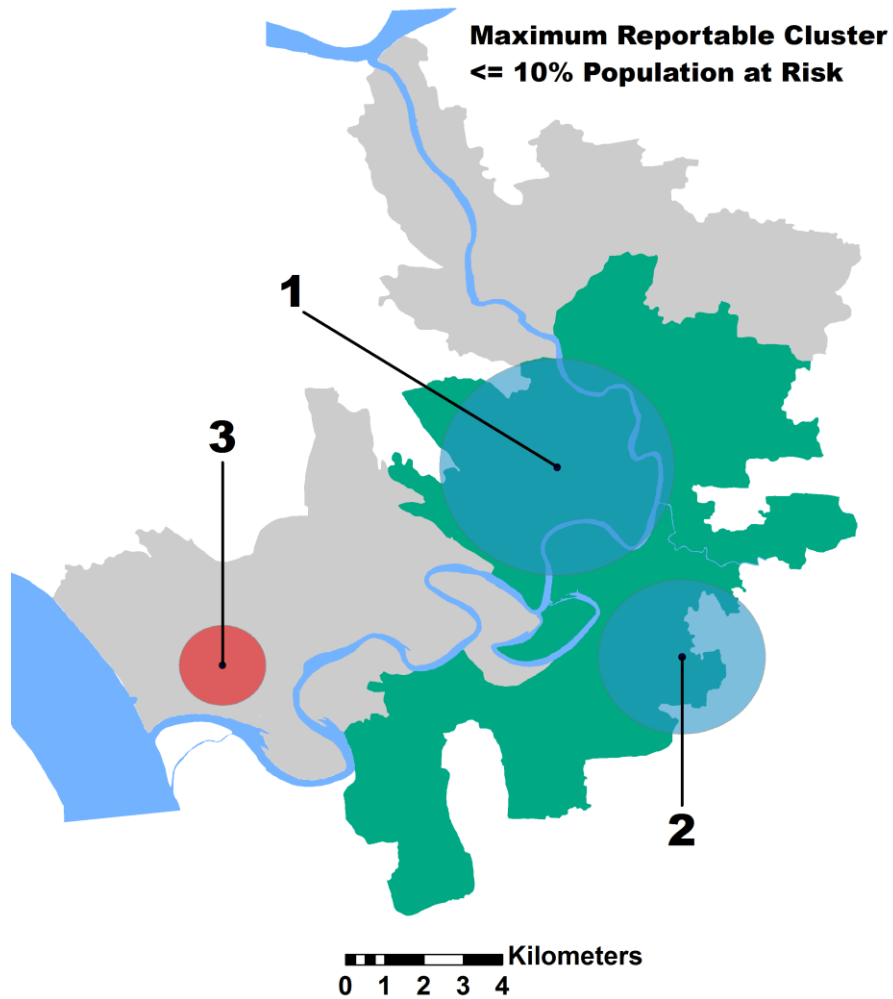 Maximum Reportable Cluster
<= 10% Population at Risk
1
3
2
Kilometers
0 1 2 3 4